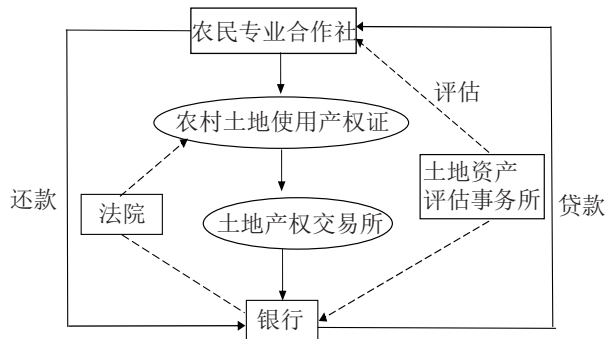 农民专业合作社
评估
农村土地使用产权证
土地资产
评估事务所
还款
法院
土地产权交易所
贷款
银行